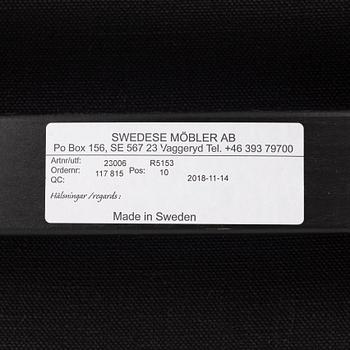 SWEDESE MÖBLER AB
Po Box 156, SE 567 23 Vaggeryd Tel. +46 393 79700
Artnr/utf: 23006 R5153
Ordernr: 117 815 Pos: 10
QC: 2018-11-14
Hälsningar /regards :
Made in Sweden